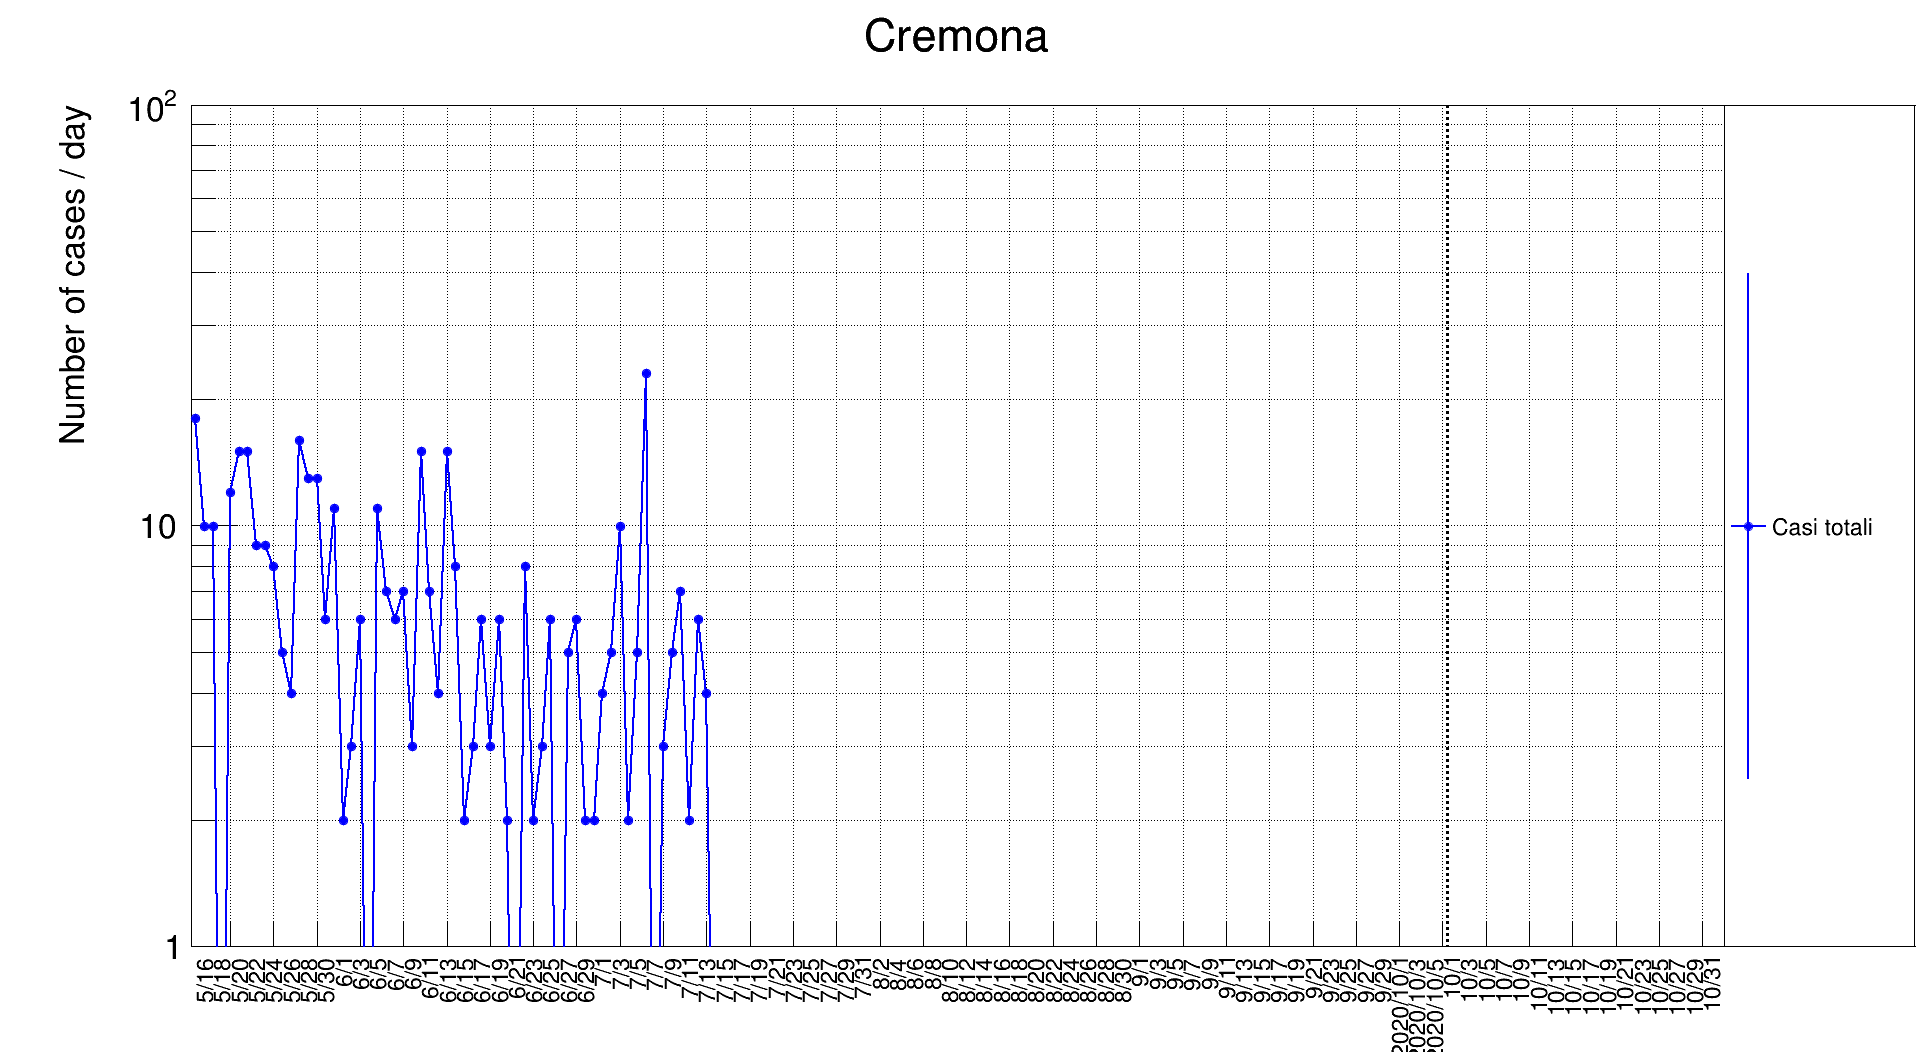 Cremona
Number of cases / day
10²
10
1
5/16 5/18 5/20 5/22 5/24 5/26 5/28 5/30 6/1 6/3 6/5 6/7 6/9 6/11 6/13 6/15 6/17 6/19 6/21 6/23 6/25 6/27 6/29 7/1 7/3 7/5 7/7 7/9 7/11 7/13 7/15 7/17 7/19 7/21 7/23 7/25 7/27 7/29 7/31 8/2 8/4 8/6 8/8 8/10 8/12 8/14 8/16 8/18 8/20 8/22 8/24 8/26 8/28 8/30 9/1 9/3 9/5 9/7 9/9 9/11 9/13 9/15 9/17 9/19 9/21 9/23 9/25 9/27 9/29 2020/10/1 2020/10/3 2020/10/5 10/1 10/3 10/5 10/7 10/9 10/11 10/13 10/15 10/17 10/19 10/21 10/23 10/25 10/27 10/29 10/31
Casi totali